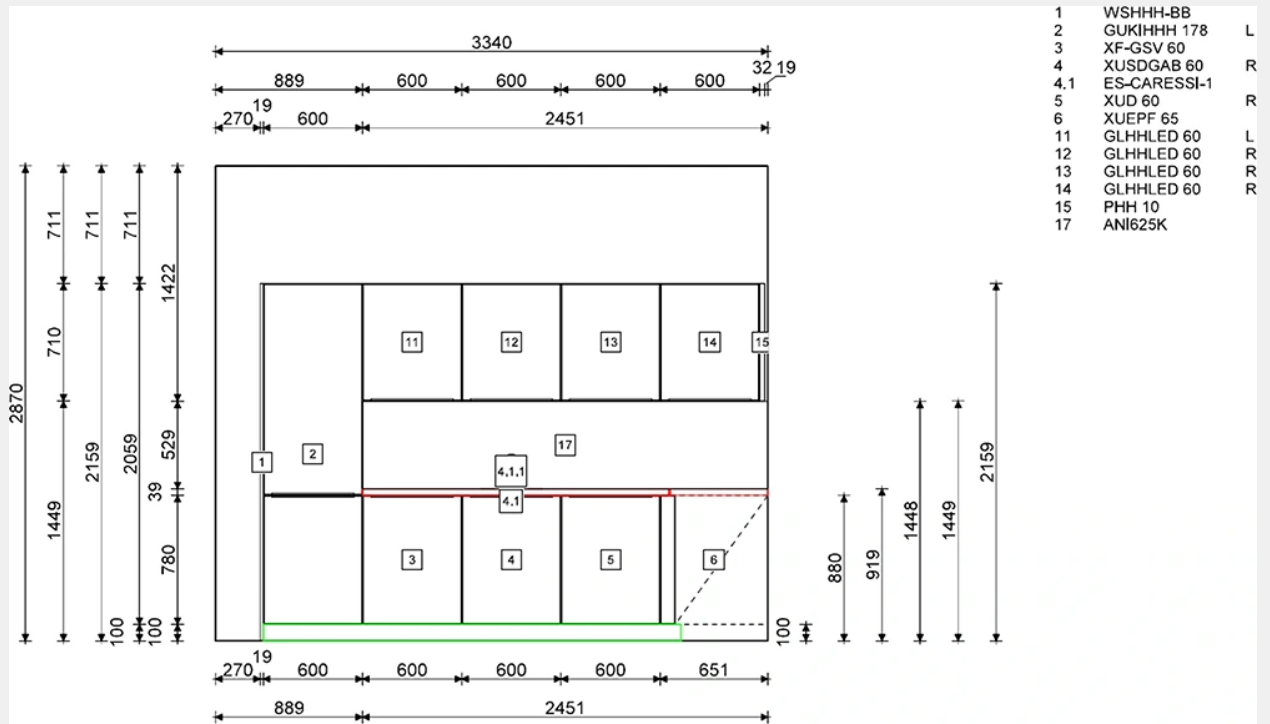 1 WSHHH-BB
2 GUKIHHH 178 L
3 XF-GSV 60
4 XUSDGAB 60 R
4.1 ES-CARESSI-1
5 XUD 60 R
6 XUEPF 65
11 GLHHLED 60 L
12 GLHHLED 60 R
13 GLHHLED 60 R
14 GLHHLED 60 R
15 PHH 10
17 ANI625K
3340
889 600 600 600 600 32 19
270 19 600 2451
711 711 711
1422
710
11 12 13 14 15
2870
2159
2059
529
1449
39
780
100 100
1 2 17
4.1.1
4.1
3 4 5 6
2159
1448
1449
919
880
100
270 19 600 600 600 600 651
889 2451